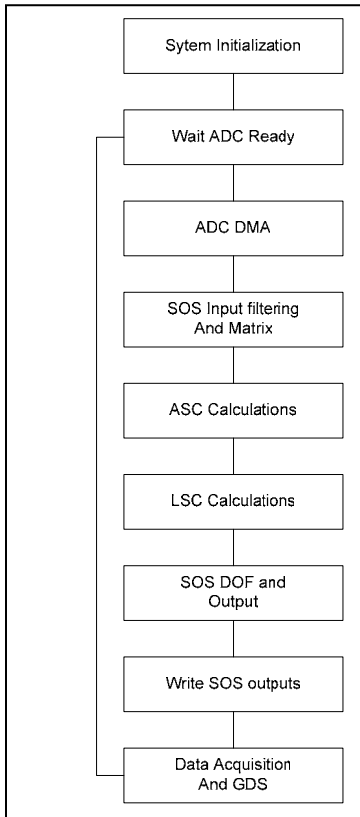 Sytem Initialization
Wait ADC Ready
ADC DMA
SOS Input filtering
And Matrix
ASC Calculations
LSC Calculations
SOS DOF and
Output
Write SOS outputs
Data Acquisition
And GDS